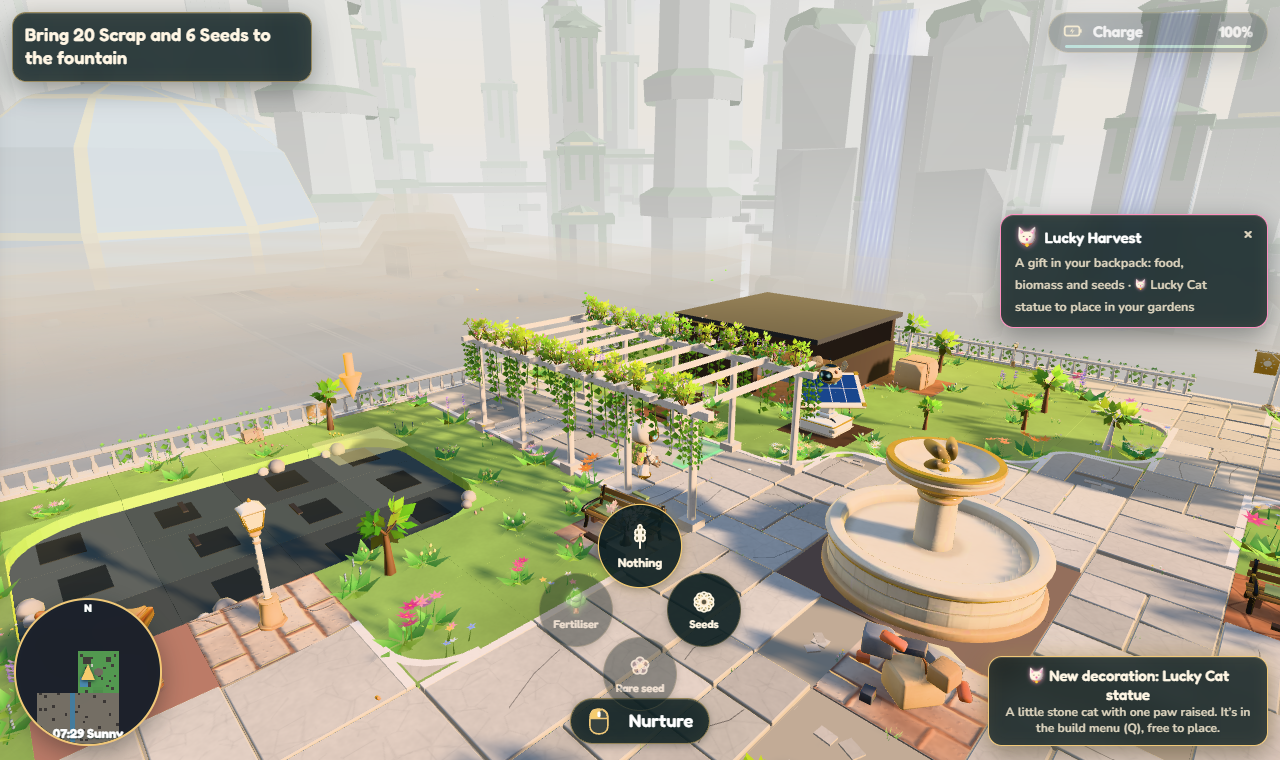 Bring 20 Scrap and 6 Seeds to
the fountain
Charge 100%
Lucky Harvest ×
A gift in your backpack: food,
biomass and seeds · Lucky Cat
statue to place in your gardens
Nothing
Fertiliser
Seeds
Rare seed
Nurture
N
07:29 Sunny
New decoration: Lucky Cat
statue
A little stone cat with one paw raised. It's in
the build menu (Q), free to place.